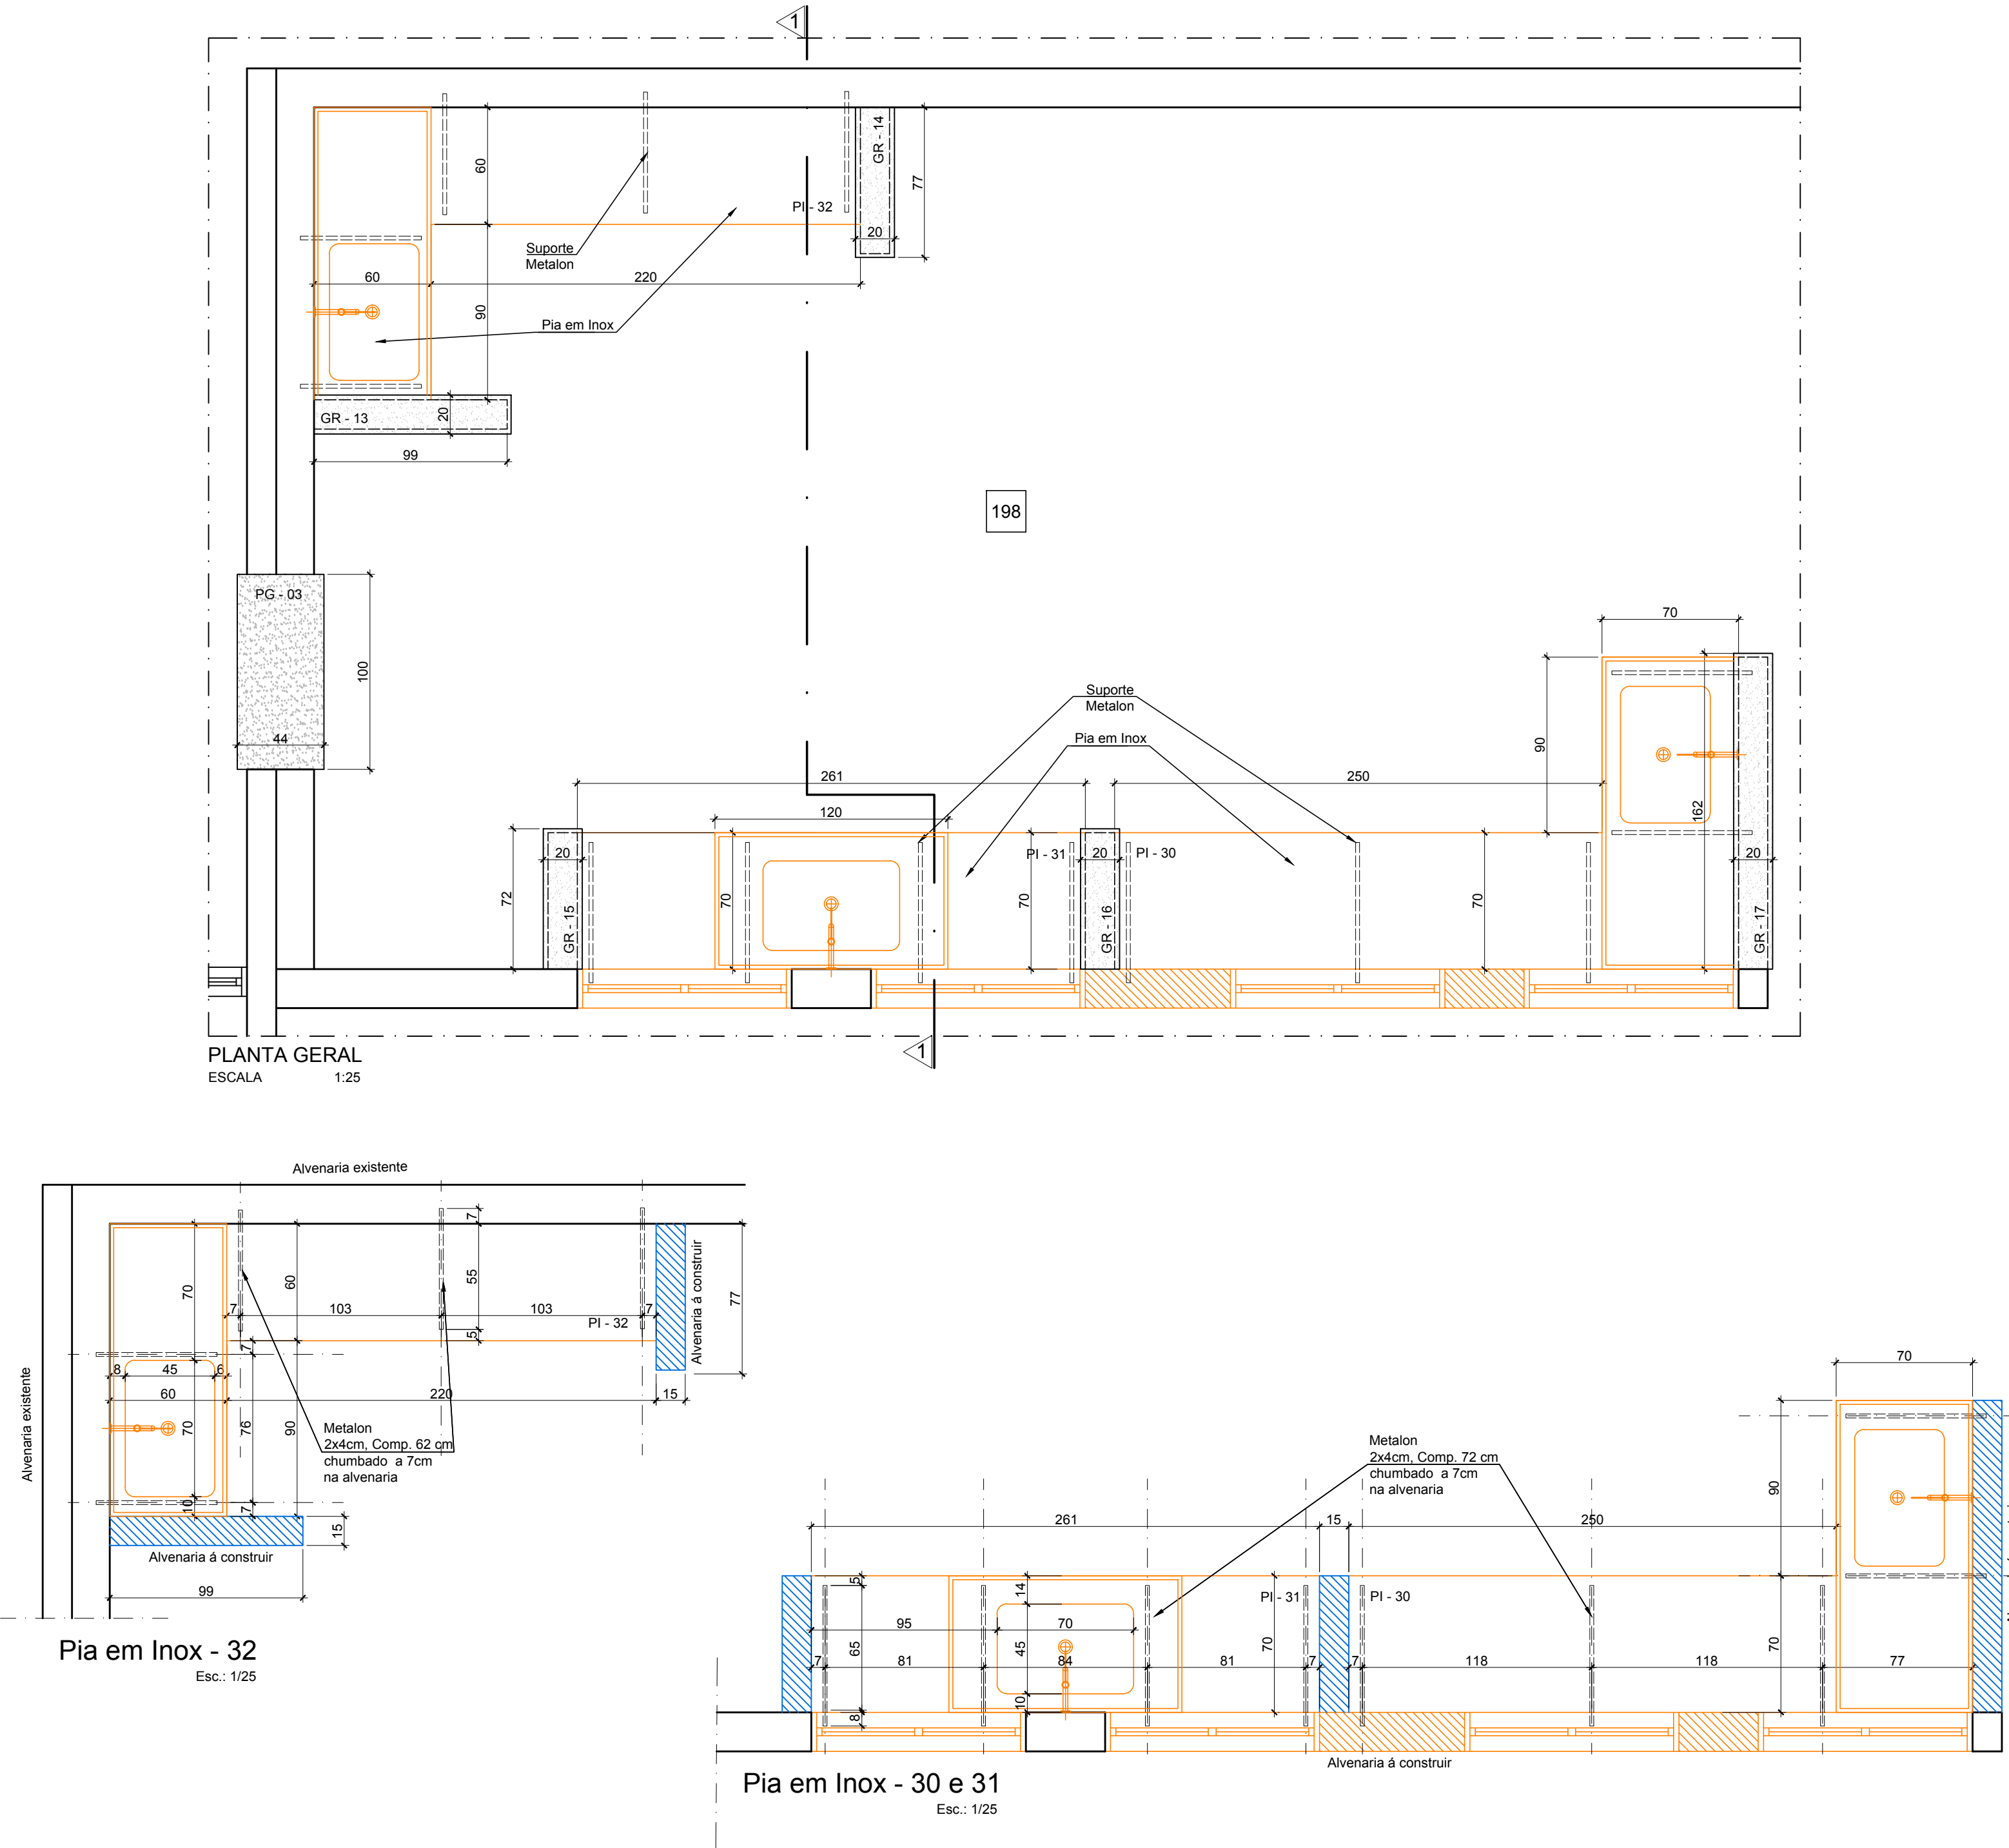 1
GR - 14
60
77
PI - 32
20
Suporte
Metalon
60
220
90
Pia em Inox
GR - 13
20
99
198
PG - 03
100
44
70
Suporte
Metalon
Pia em Inox
90
261
250
120
162
20
PI - 31
20
PI - 30
20
72
70
70
70
GR - 15
GR - 16
GR - 17
1
PLANTA GERAL
ESCALA 1:25
Alvenaria existente
7
70
60
55
Alvenaria á construir
77
7
103
103
7
PI - 32
5
7
8
45
6
60
220
15
Alvenaria existente
70
76
90
Metalon
2x4cm, Comp. 62 cm
chumbado a 7cm
na alvenaria
10
7
15
Alvenaria á construir
99
Pia em Inox - 32
Esc.: 1/25
70
Metalon
2x4cm, Comp. 72 cm
chumbado a 7cm
na alvenaria
90
261
15
250
5
14
PI - 31
PI - 30
95
70
65
45
70
70
7
81
84
81
7
7
118
118
77
10
8
Alvenaria á construir
Pia em Inox - 30 e 31
Esc.: 1/25